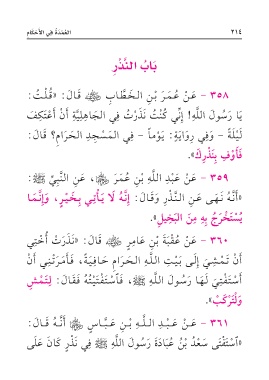 ٢١٤ العُمْدَةُ فِي الأَحْكَامِ
بَابُ النَّذْرِ
٣٥٨ - عَنْ عُمَرَ بْنِ الخَطَّابِ ﷺ قَالَ: «قُلْتُ:
يَا رَسُولَ اللَّهِ! إِنِّي كُنْتُ نَذَرْتُ فِي الجَاهِلِيَّةِ أَنْ أَعْتَكِفَ
لَيْلَةً - وَفِي رِوَايَةٍ: يَوْماً - فِي المَسْجِدِ الحَرَامِ؟ قَالَ:
فَأَوْفِ بِنَذْرِكَ».
٣٥٩ - عَنْ عَبْدِ اللَّهِ بْنِ عُمَرَ ﷺ، عَنِ النَّبِيِّ ﷺ:
«أَنَّهُ نَهَى عَنِ النَّذْرِ وَقَالَ: إِنَّهُ لَا يَأْتِي بِخَيْرٍ، وَإِنَّمَا
يُسْتَخْرَجُ بِهِ مِنَ البَخِيلِ».
٣٦٠ - عَنْ عُقْبَةَ بْنِ عَامِرٍ ﷺ قَالَ: «نَذَرَتْ أُخْتِي
أَنْ تَمْشِيَ إِلَى بَيْتِ اللَّهِ الحَرَامِ حَافِيَةً، فَأَمَرَتْنِي أَنْ
أَسْتَفْتِيَ لَهَا رَسُولَ اللَّهِ ﷺ، فَاسْتَفْتَيْتُهُ فَقَالَ: لِتَمْشِ
وَلْتَرْكَبْ».
٣٦١ - عَنْ عَبْدِ اللَّهِ بْنِ عَبَّاسٍ ﷺ أَنَّهُ قَالَ:
«اسْتَفْتَى سَعْدُ بْنُ عُبَادَةَ رَسُولَ اللَّهِ ﷺ فِي نَذْرٍ كَانَ عَلَى